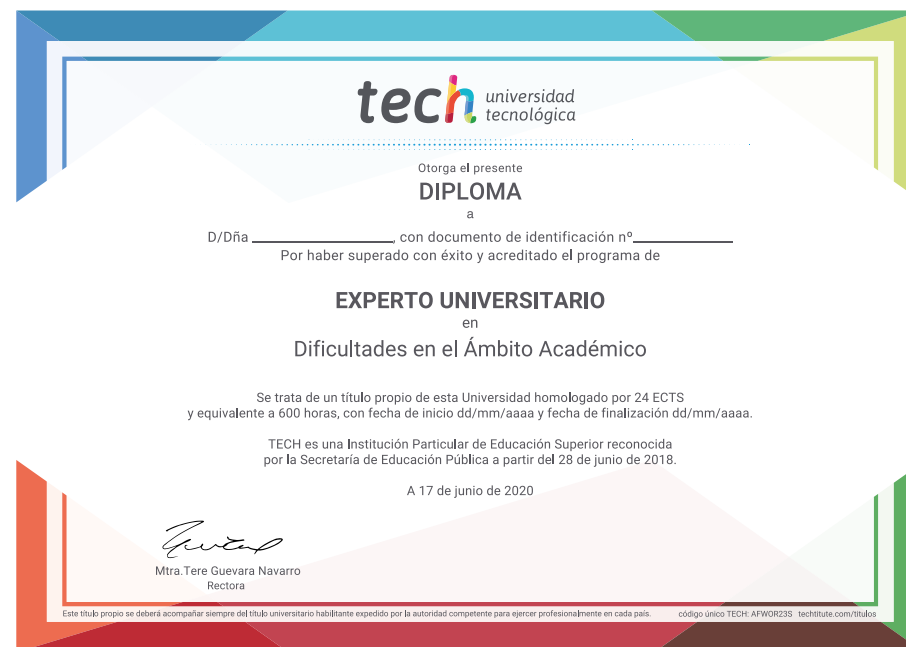 tech universidad
tecnológica
Otorga el presente
DIPLOMA
a
D/Dña ____________________, con documento de identificación nº______________
Por haber superado con éxito y acreditado el programa de
EXPERTO UNIVERSITARIO
en
Dificultades en el Ámbito Académico
Se trata de un título propio de esta Universidad homologado por 24 ECTS
y equivalente a 600 horas, con fecha de inicio dd/mm/aaaa y fecha de finalización dd/mm/aaaa.
TECH es una Institución Particular de Educación Superior reconocida
por la Secretaría de Educación Pública a partir del 28 de junio de 2018.
A 17 de junio de 2020
Mtra.Tere Guevara Navarro
Rectora
Este título propio se deberá acompañar siempre del título universitario habilitante expedido por la autoridad competente para ejercer profesionalmente en cada país. código único TECH: AFWOR23S techtitute.com/titulos